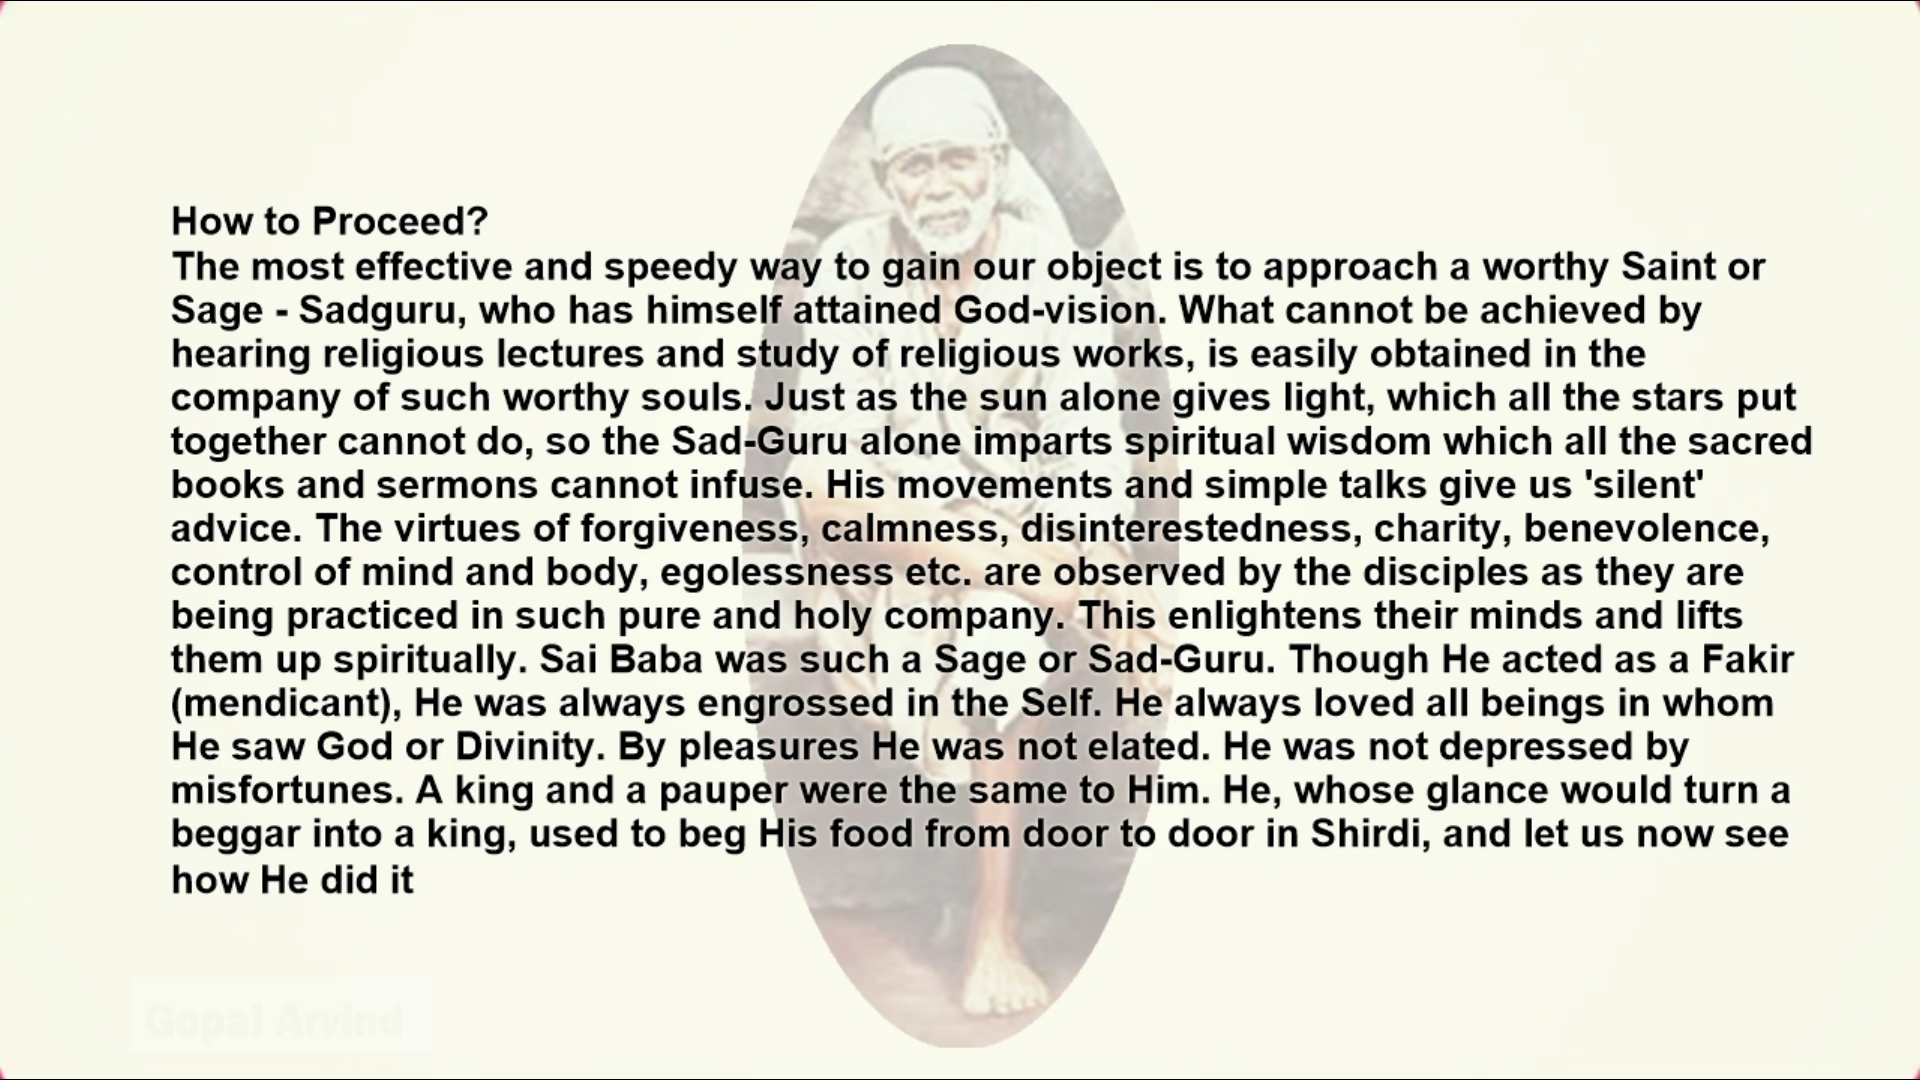 How to Proceed?
The most effective and speedy way to gain our object is to approach a worthy Saint or
Sage - Sadguru, who has himself attained God-vision. What cannot be achieved by
hearing religious lectures and study of religious works, is easily obtained in the
company of such worthy souls. Just as the sun alone gives light, which all the stars put
together cannot do, so the Sad-Guru alone imparts spiritual wisdom which all the sacred
books and sermons cannot infuse. His movements and simple talks give us 'silent'
advice. The virtues of forgiveness, calmness, disinterestedness, charity, benevolence,
control of mind and body, egolessness etc. are observed by the disciples as they are
being practiced in such pure and holy company. This enlightens their minds and lifts
them up spiritually. Sai Baba was such a Sage or Sad-Guru. Though He acted as a Fakir
(mendicant), He was always engrossed in the Self. He always loved all beings in whom
He saw God or Divinity. By pleasures He was not elated. He was not depressed by
misfortunes. A king and a pauper were the same to Him. He, whose glance would turn a
beggar into a king, used to beg His food from door to door in Shirdi, and let us now see
how He did it
Gopal Arvind